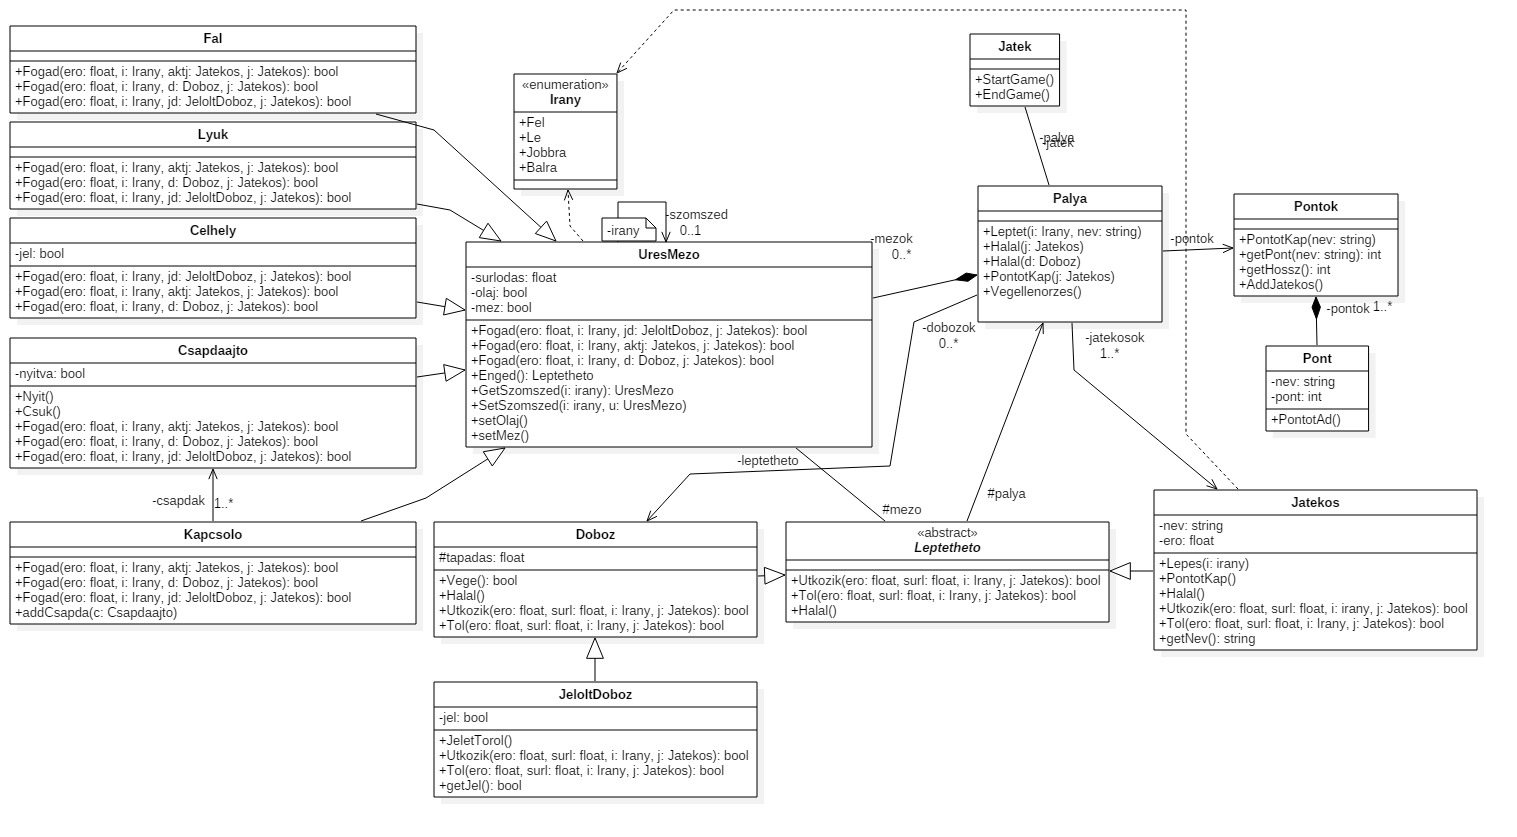 Fal
+Fogad(ero: float, i: Irany, aktj: Jatekos, j: Jatekos): bool
+Fogad(ero: float, i: Irany, d: Doboz, j: Jatekos): bool
+Fogad(ero: float, i: Irany, jd: JeloltDoboz, j: Jatekos): bool
Lyuk
+Fogad(ero: float, i: Irany, aktj: Jatekos, j: Jatekos): bool
+Fogad(ero: float, i: Irany, d: Doboz, j: Jatekos): bool
+Fogad(ero: float, i: Irany, jd: JeloltDoboz, j: Jatekos): bool
Celhely
-jel: bool
+Fogad(ero: float, i: Irany, jd: JeloltDoboz, j: Jatekos): bool
+Fogad(ero: float, i: Irany, aktj: Jatekos, j: Jatekos): bool
+Fogad(ero: float, i: Irany, d: Doboz, j: Jatekos): bool
Csapdaajto
-nyitva: bool
+Nyit()
+Csuk()
+Fogad(ero: float, i: Irany, aktj: Jatekos, j: Jatekos): bool
+Fogad(ero: float, i: Irany, d: Doboz, j: Jatekos): bool
+Fogad(ero: float, i: Irany, jd: JeloltDoboz, j: Jatekos): bool
-csapdak
1..*
Kapcsolo
+Fogad(ero: float, i: Irany, aktj: Jatekos, j: Jatekos): bool
+Fogad(ero: float, i: Irany, d: Doboz, j: Jatekos): bool
+Fogad(ero: float, i: Irany, jd: JeloltDoboz, j: Jatekos): bool
+addCsapda(c: Csapdaajto)
«enumeration»
Irany
+Fel
+Le
+Jobbra
+Balra
-irany
-szomszed
0..1
UresMezo
-surlodas: float
-olaj: bool
-mez: bool
+Fogad(ero: float, i: Irany, jd: JeloltDoboz, j: Jatekos): bool
+Fogad(ero: float, i: Irany, aktj: Jatekos, j: Jatekos): bool
+Fogad(ero: float, i: Irany, d: Doboz, j: Jatekos): bool
+Enged(): Leptetheto
+GetSzomszed(i: irany): UresMezo
+SetSzomszed(i: irany, u: UresMezo)
+setOlaj()
+setMez()
-leptetheto
#mezo
Doboz
#tapadas: float
+Vege(): bool
+Halal()
+Utkozik(ero: float, surl: float, i: Irany, j: Jatekos): bool
+Tol(ero: float, surl: float, i: Irany, j: Jatekos): bool
JeloltDoboz
-jel: bool
+JeletTorol()
+Utkozik(ero: float, surl: float, i: Irany, j: Jatekos): bool
+Tol(ero: float, surl: float, i: Irany, j: Jatekos): bool
+getJel(): bool
«abstract»
Leptetheto
+Utkozik(ero: float, surl: float, i: Irany, j: Jatekos): bool
+Tol(ero: float, surl: float, i: Irany, j: Jatekos): bool
+Halal()
Jatek
+StartGame()
+EndGame()
-palya
-jatek
Palya
+Leptet(i: Irany, nev: string)
+Halal(j: Jatekos)
+Halal(d: Doboz)
+PontotKap(j: Jatekos)
+Vegellenorzes()
-mezok
0..*
-dobozok
0..*
-jatekosok
1..*
#palya
-pontok
Pontok
+PontotKap(nev: string)
+getPont(nev: string): int
+getHossz(): int
+AddJatekos()
-pontok
1..*
Pont
-nev: string
-pont: int
+PontotAd()
Jatekos
-nev: string
-ero: float
+Lepes(i: irany)
+PontotKap()
+Halal()
+Utkozik(ero: float, surl: float, i: irany, j: Jatekos): bool
+Tol(ero: float, surl: float, i: Irany, j: Jatekos): bool
+getNev(): string